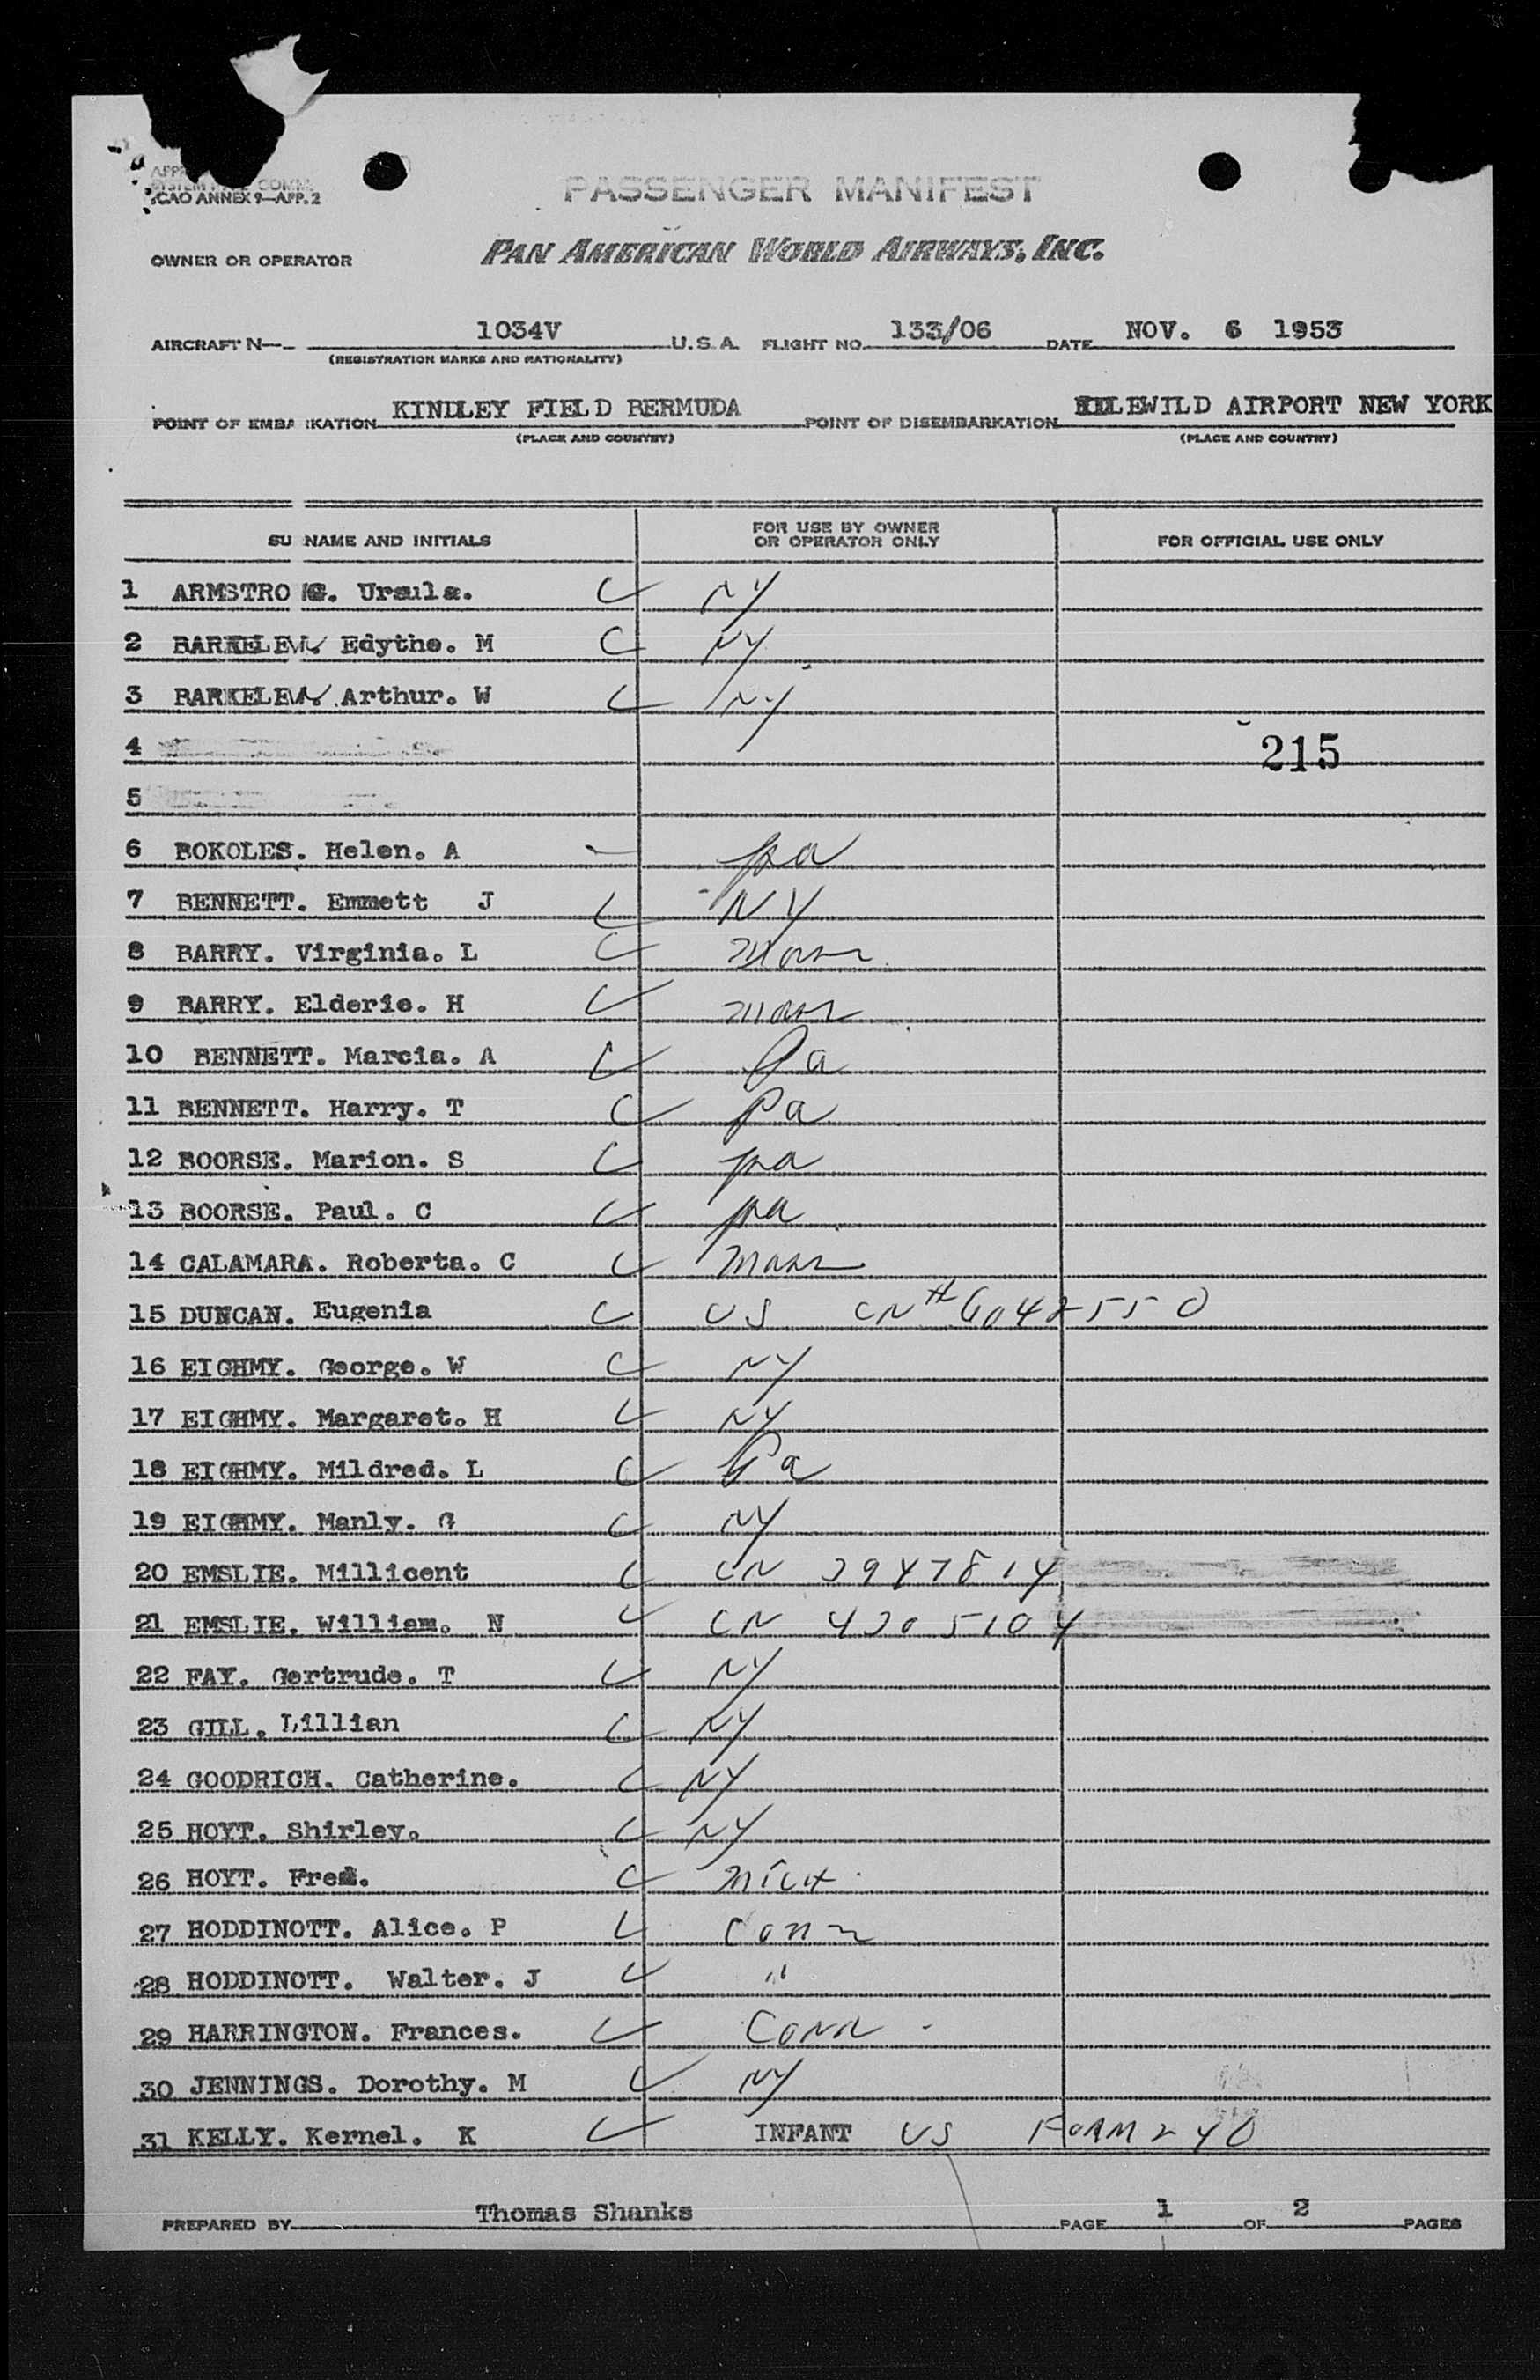 ICAO ANNEX 9—APP. 2
PASSENGER MANIFEST
OWNER OR OPERATOR PAN AMERICAN WORLD AIRWAYS, INC.
AIRCRAFT N— 1034V U.S.A. FLIGHT NO. 133/06 DATE NOV. 6 1953
(REGISTRATION MARKS AND NATIONALITY)
POINT OF EMBARKATION KINDLEY FIELD BERMUDA POINT OF DISEMBARKATION IDLEWILD AIRPORT NEW YORK
(PLACE AND COUNTRY) (PLACE AND COUNTRY)
SURNAME AND INITIALS FOR USE BY OWNER OR OPERATOR ONLY FOR OFFICIAL USE ONLY
1 ARMSTRONG. Ursula. C NY
2 Edythe. M C NY
3 Arthur. W C NY
4 215
5
6 BOKOLES. Helen. A pa
7 BENNETT. Emmett J C NY
8 BARRY. Virginia. L C Mass
9 BARRY. Elderie. H C mass
10 BENNETT. Marcia. A C Pa
11 BENNETT. Harry. T C Pa
12 BOORSE. Marion. S C pa
13 BOORSE. Paul. C C pa
14 CALAMARA. Roberta. C C Mass
15 DUNCAN. Eugenia C US CN# 6042550
16 EIGHMY. George. W C NY
17 EIGHMY. Margaret. H C NY
18 EIGHMY. Mildred. L C Pa
19 EIGHMY. Manly. G C NY
20 EMSLIE. Millicent C CN
21 EMSLIE. William. N C CN
22 FAY. Gertrude. T C NY
23 GILL. Lillian C NY
24 GOODRICH. Catherine. C NY
25 HOYT. Shirley. C NY
26 HOYT. Fred. C Mich
27 HODDINOTT. Alice. P C Conn
28 HODDINOTT. Walter. J C "
29 HARRINGTON. Frances. C Conn
30 JENNINGS. Dorothy. M C NY
31 KELLY. Kernel. K C INFANT US FORM 240
PREPARED BY Thomas Shanks PAGE 1 OF 2 PAGES